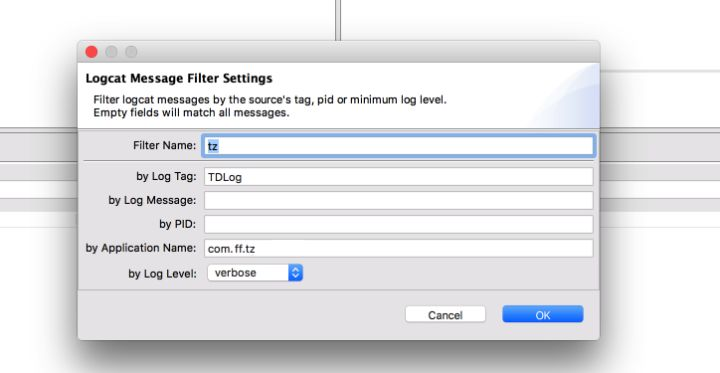 Logcat Message Filter Settings
Filter logcat messages by the source's tag, pid or minimum log level.
Empty fields will match all messages.
Filter Name: tz
by Log Tag: TDLog
by Log Message:
by PID:
by Application Name: com.ff.tz
by Log Level: verbose
Cancel OK